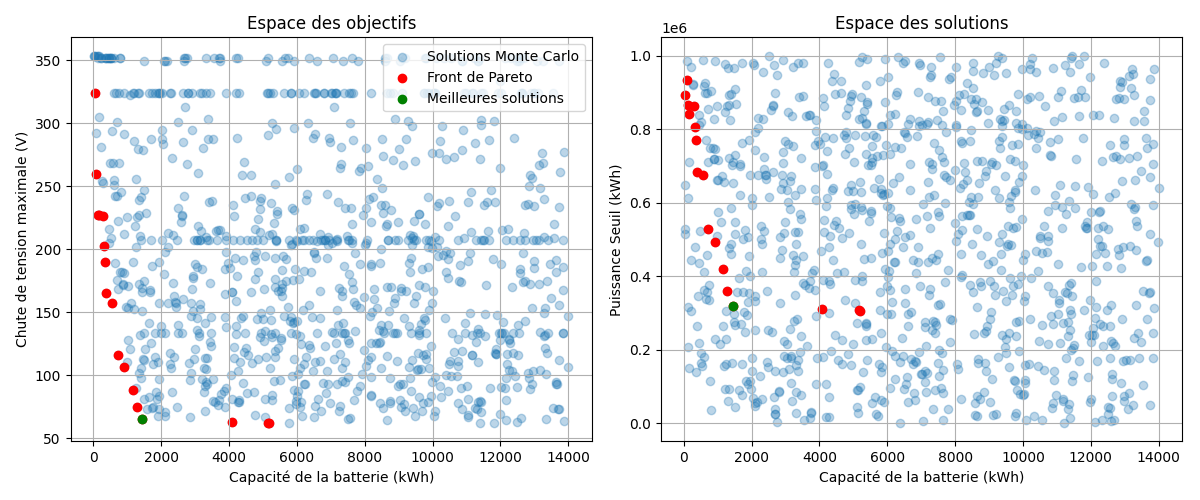 Espace des objectifs
Chute de tension maximale (V)
350
300
250
200
150
100
50
0
2000
4000
6000
8000
10000
12000
14000
Capacité de la batterie (kWh)
Solutions Monte Carlo
Front de Pareto
Meilleures solutions
Espace des solutions
1e6
Puissance Seuil (kWh)
1.0
0.8
0.6
0.4
0.2
0.0
0
2000
4000
6000
8000
10000
12000
14000
Capacité de la batterie (kWh)